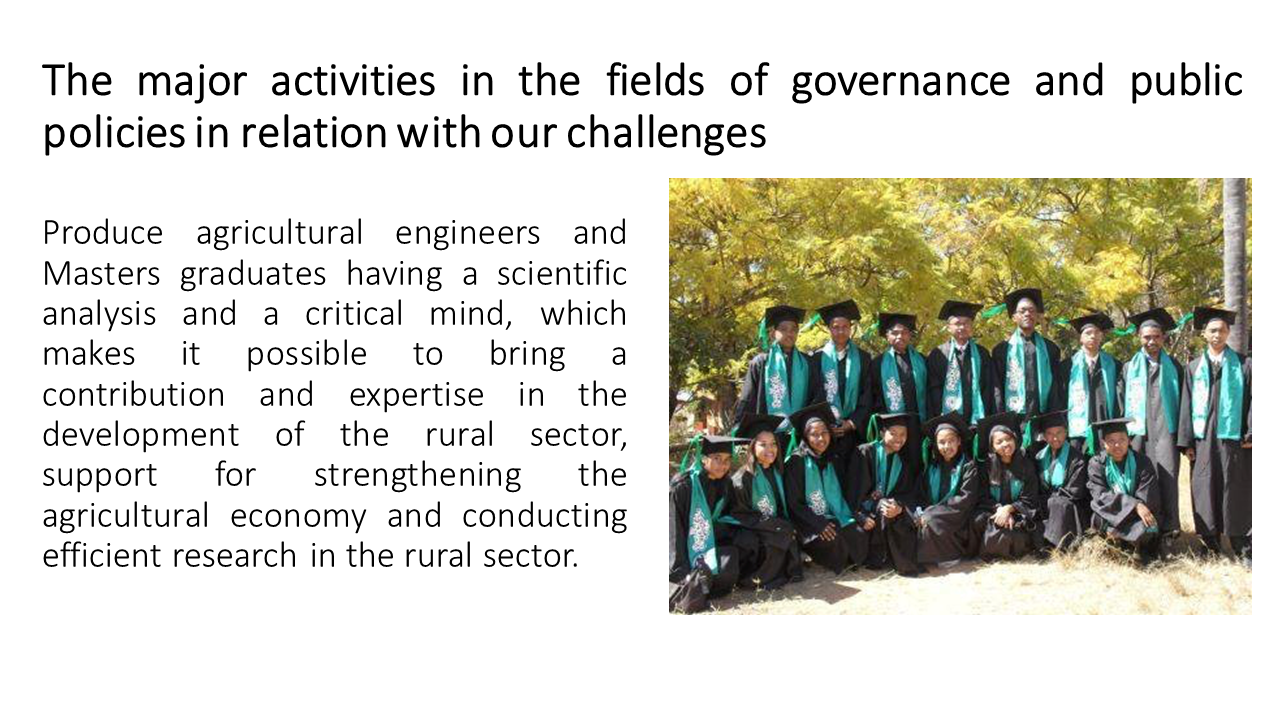 The major activities in the fields of governance and public
policies in relation with our challenges
Produce agricultural engineers and
Masters graduates having a scientific
analysis and a critical mind, which
makes it possible to bring a
contribution and expertise in the
development of the rural sector,
support for strengthening the
agricultural economy and conducting
efficient research in the rural sector.